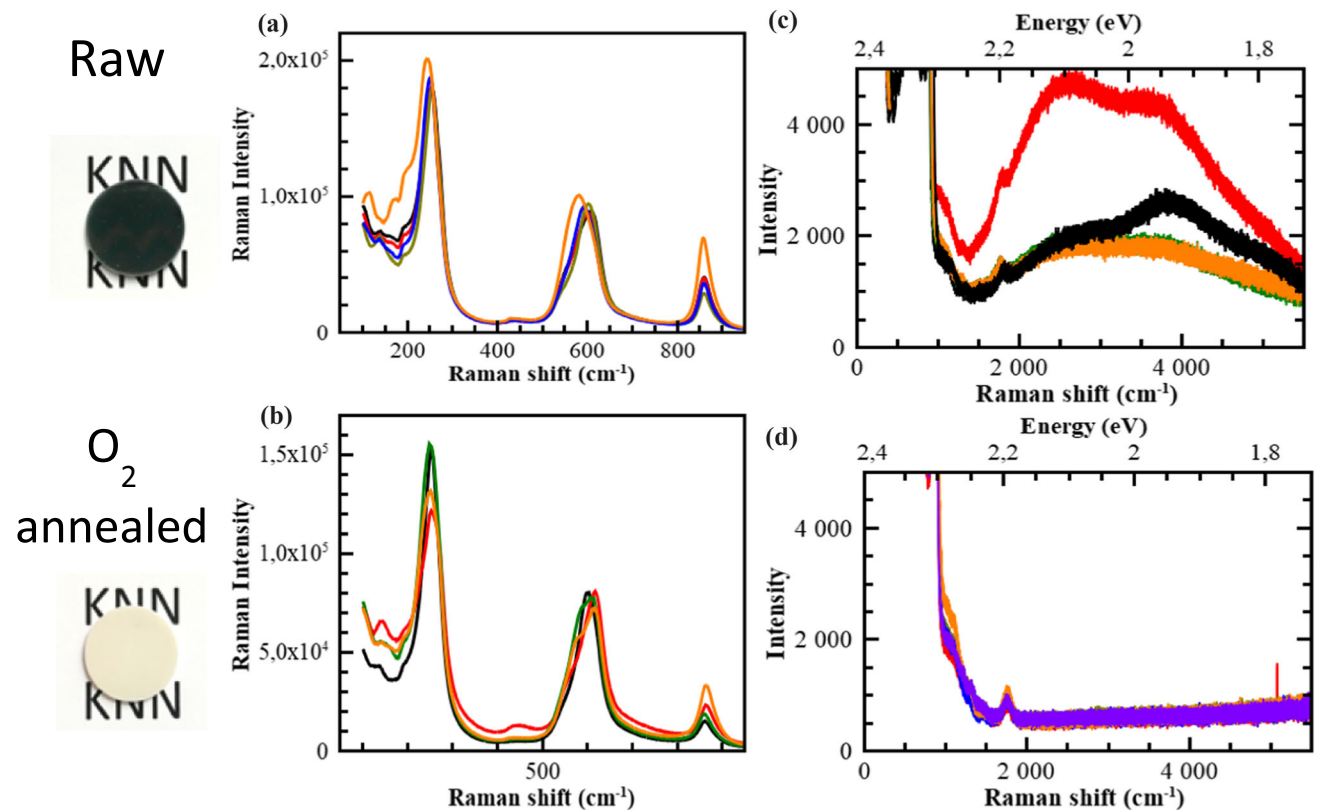 Raw
KNN
KNN
(a)
Raman Intensity
2,0x10⁵
1,0x10⁵
0
200 400 600 800
Raman shift (cm⁻¹)
(c)
Energy (eV)
2,4 2,2 2 1,8
Intensity
4 000
2 000
0
0 2 000 4 000
Raman shift (cm⁻¹)
O₂
annealed
KNN
KNN
(b)
Raman Intensity
1,5x10⁵
1,0x10⁵
5,0x10⁴
0
500
Raman shift (cm⁻¹)
(d)
Energy (eV)
2,4 2,2 2 1,8
Intensity
4 000
2 000
0
0 2 000 4 000
Raman shift (cm⁻¹)